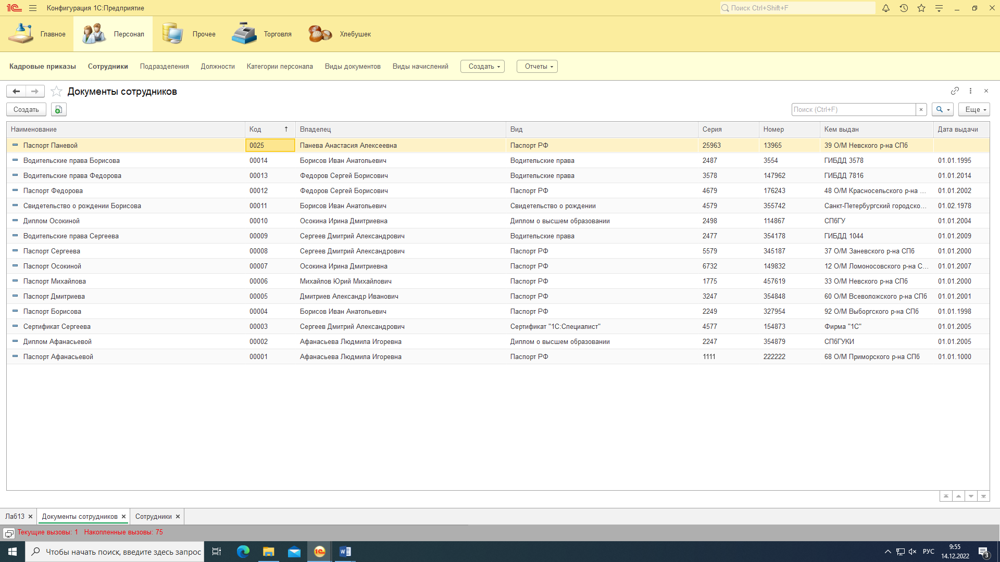 1С Конфигурация 1С:Предприятие Поиск Ctrl+Shift+F
Главное Персонал Прочее Торговля Хлебушек
Кадровые приказы Сотрудники Подразделения Должности Категории персонала Виды документов Виды начислений Создать Отчеты
Документы сотрудников
Создать Поиск (Ctrl+F) × Еще
Наименование Код ↑ Владелец Вид Серия Номер Кем выдан Дата выдачи
Паспорт Паневой 0025 Панева Анастасия Алексеевна Паспорт РФ 25963 13965 39 О/М Невского р-на СПб
Водительские права Борисова 00014 Борисов Иван Анатольевич Водительские права 2487 3554 ГИБДД 3578 01.01.1995
Водительские права Федорова 00013 Федоров Сергей Борисович Водительские права 3578 147962 ГИБДД 7816 01.01.2014
Паспорт Федорова 00012 Федоров Сергей Борисович Паспорт РФ 4679 176243 48 О/М Красносельского р-на ... 01.01.2002
Свидетельство о рождении Борисова 00011 Борисов Иван Анатольевич Свидетельство о рождении 4579 355742 Санкт-Петербургский городско... 01.02.1978
Диплом Осокиной 00010 Осокина Ирина Дмитриевна Диплом о высшем образовании 2498 114867 СПбГУ 01.01.2004
Водительские права Сергеева 00009 Сергеев Дмитрий Александрович Водительские права 2477 354178 ГИБДД 1044 01.01.2009
Паспорт Сергеева 00008 Сергеев Дмитрий Александрович Паспорт РФ 5579 345187 37 О/М Заневского р-на СПб 01.01.2000
Паспорт Осокиной 00007 Осокина Ирина Дмитриевна Паспорт РФ 6732 149832 12 О/М Ломоносовского р-на С... 01.01.2007
Паспорт Михайлова 00006 Михайлов Юрий Михайлович Паспорт РФ 1775 457619 33 О/М Невского р-на СПб 01.01.2000
Паспорт Дмитриева 00005 Дмитриев Александр Иванович Паспорт РФ 3247 354848 60 О/М Всеволожского р-на СПб 01.01.2001
Паспорт Борисова 00004 Борисов Иван Анатольевич Паспорт РФ 2249 327954 92 О/М Выборгского р-на СПб 01.01.1998
Сертификат Сергеева 00003 Сергеев Дмитрий Александрович Сертификат "1С:Специалист" 4577 154873 Фирма "1С" 01.01.2005
Диплом Афанасьевой 00002 Афанасьева Людмила Игоревна Диплом о высшем образовании 2247 354879 СПбГУКИ 01.01.2005
Паспорт Афанасьевой 00001 Афанасьева Людмила Игоревна Паспорт РФ 1111 222222 68 О/М Приморского р-на СПб 01.01.1000
Лаб13 × Документы сотрудников × Сотрудники ×
Текущие вызовы: 1 Накопленные вызовы: 75
Чтобы начать поиск, введите здесь запрос РУС 9:55
14.12.2022 3